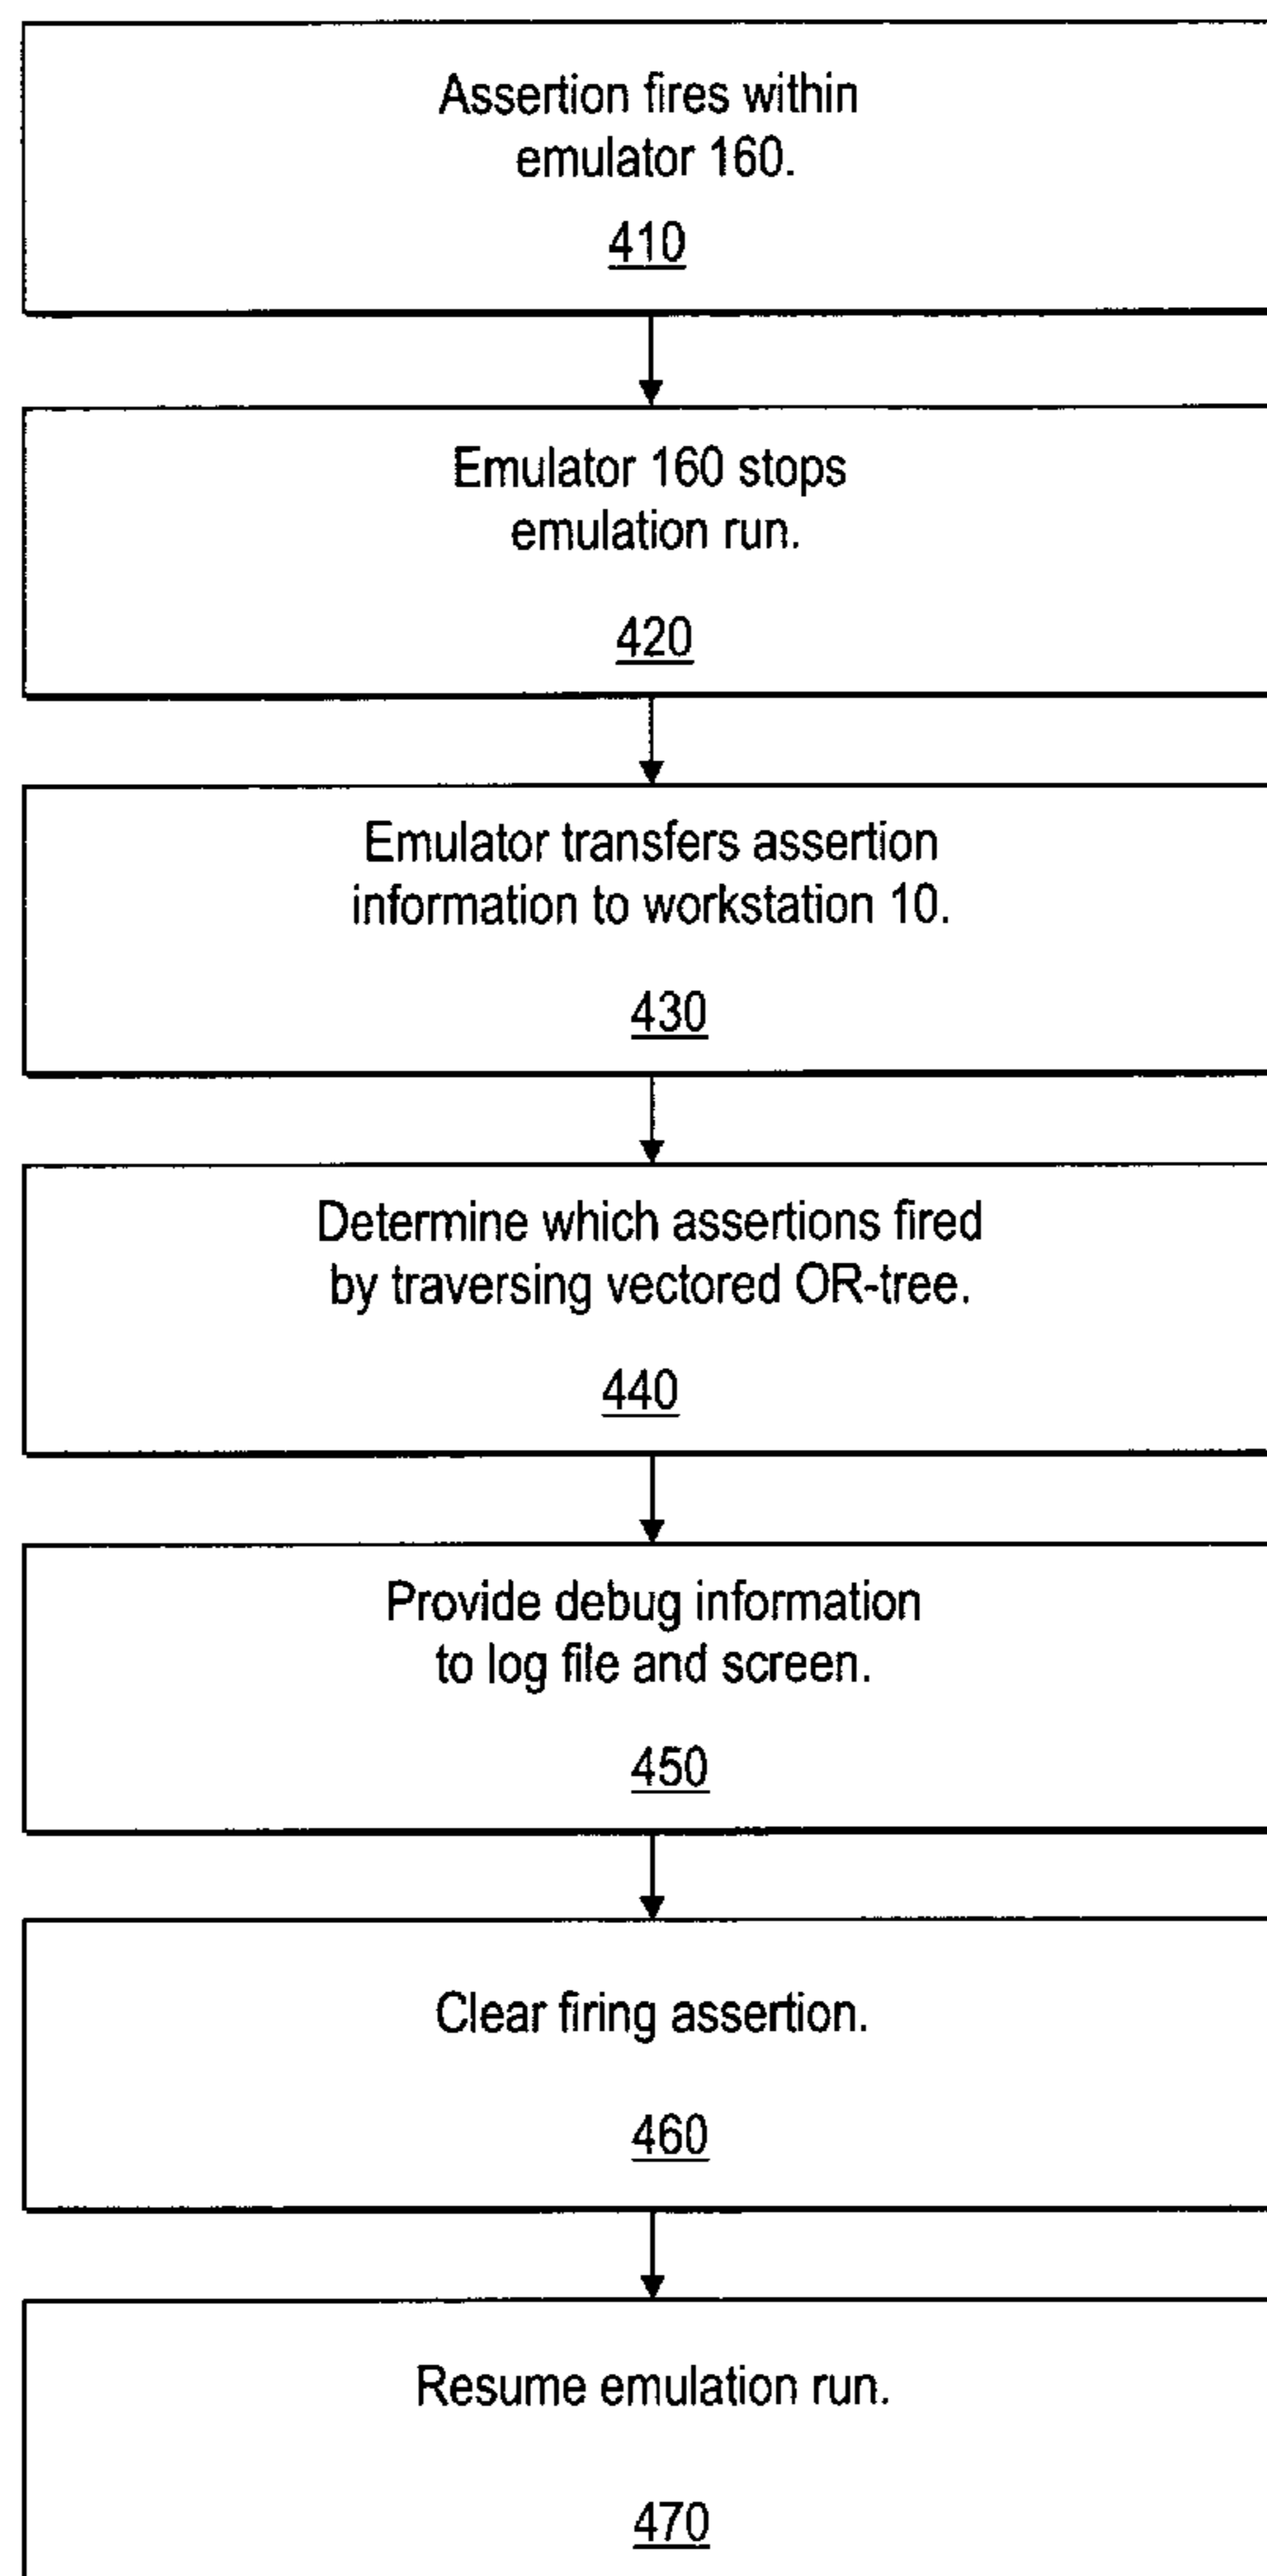 Assertion fires within
emulator 160.
410
Emulator 160 stops
emulation run.
420
Emulator transfers assertion
information to workstation 10.
430
Determine which assertions fired
by traversing vectored OR-tree.
440
Provide debug information
to log file and screen.
450
Clear firing assertion.
460
Resume emulation run.
470